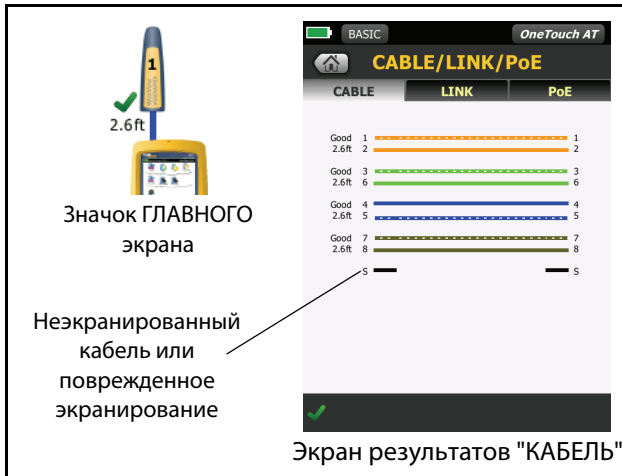 1
2.6ft
Значок ГЛАВНОГО
экрана
Неэкранированный
кабель или
поврежденное
экранирование
BASIC
OneTouch AT
CABLE/LINK/PoE
CABLE LINK PoE
Good 1 1
2.6ft 2 2
Good 3 3
2.6ft 6 6
Good 4 4
2.6ft 5 5
Good 7 7
2.6ft 8 8
S S
Экран результатов "КАБЕЛЬ"